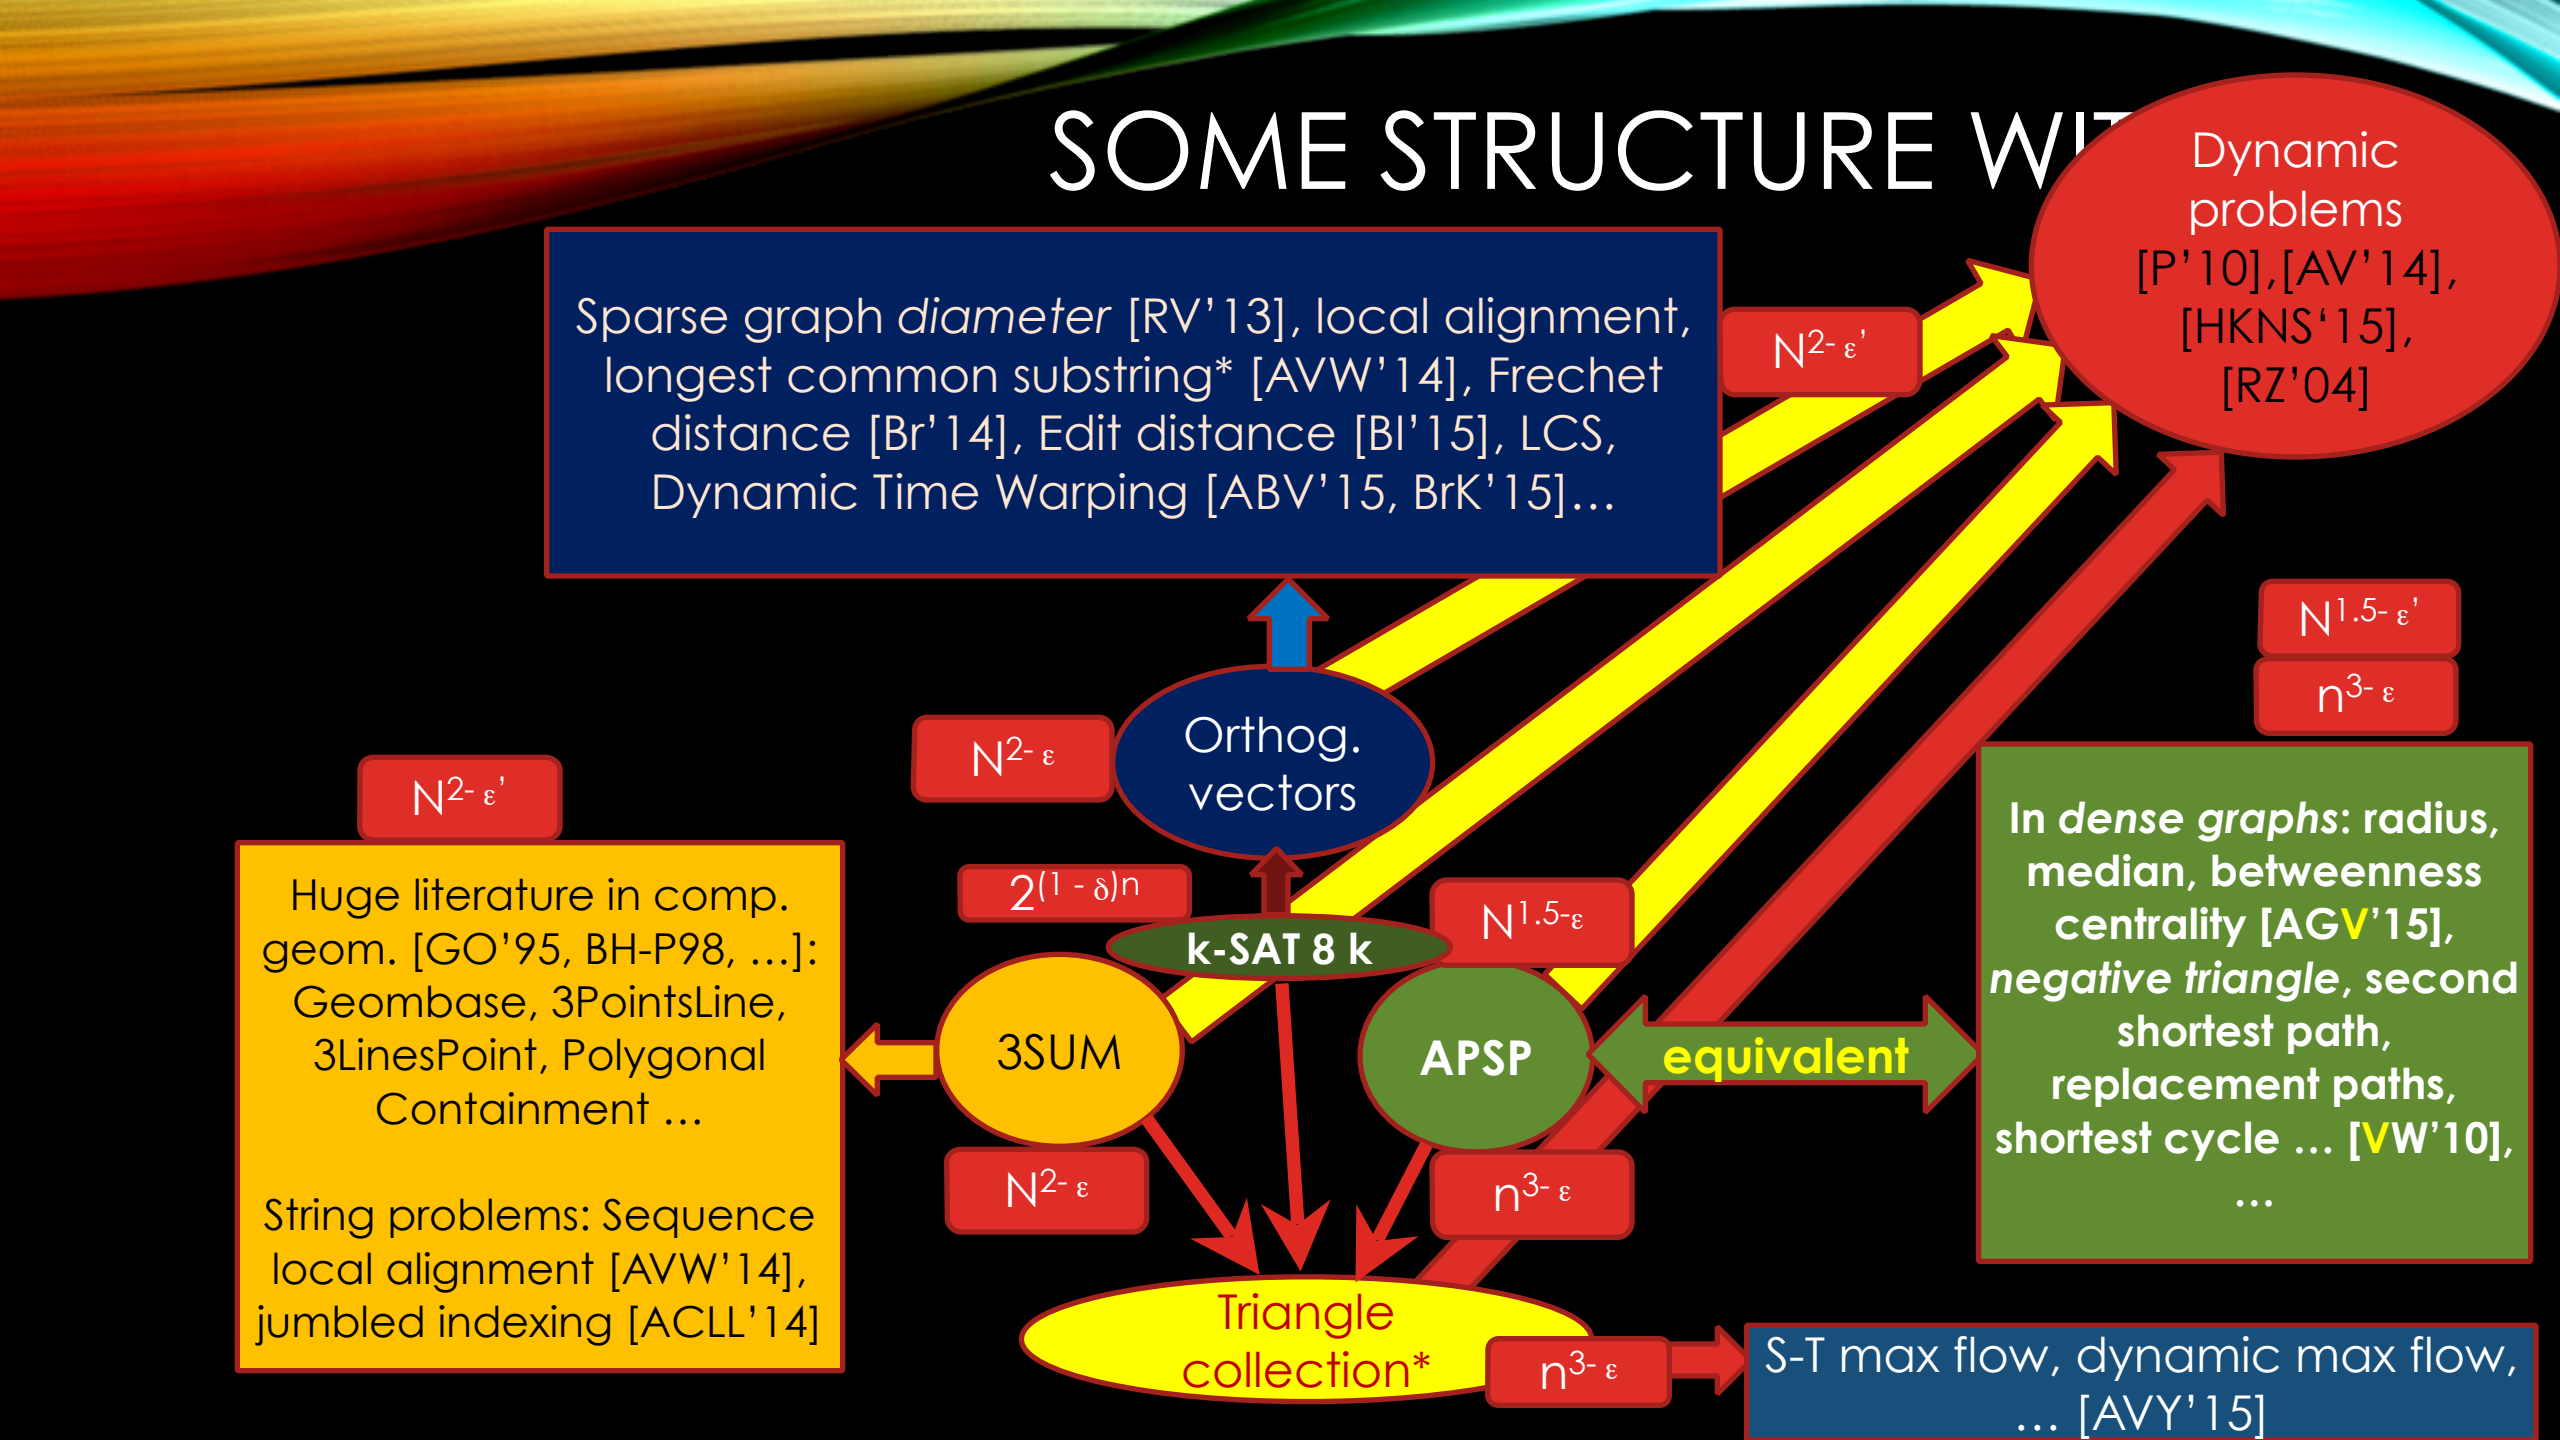 SOME STRUCTURE
Dynamic
problems
[P’10],[AV’14],
[HKNS‘15],
[RZ’04]
Sparse graph diameter [RV’13], local alignment,
longest common substring* [AVW’14], Frechet
distance [Br’14], Edit distance [BI’15], LCS,
Dynamic Time Warping [ABV’15, BrK’15]…
N2- ε’
N1.5- ε’
n3- ε
Orthog.
vectors
N2- ε
N2- ε’
2(1 - δ)n
k-SAT 8 k
N1.5-ε
Huge literature in comp.
geom. [GO’95, BH-P98, …]:
Geombase, 3PointsLine,
3LinesPoint, Polygonal
Containment …
String problems: Sequence
local alignment [AVW’14],
jumbled indexing [ACLL’14]
3SUM
N2- ε
APSP
n3- ε
equivalent
In dense graphs: radius,
median, betweenness
centrality [AGV’15],
negative triangle, second
shortest path,
replacement paths,
shortest cycle … [VW’10],
…
Triangle
collection*
n3- ε
S-T max flow, dynamic max flow,
… [AVY’15]